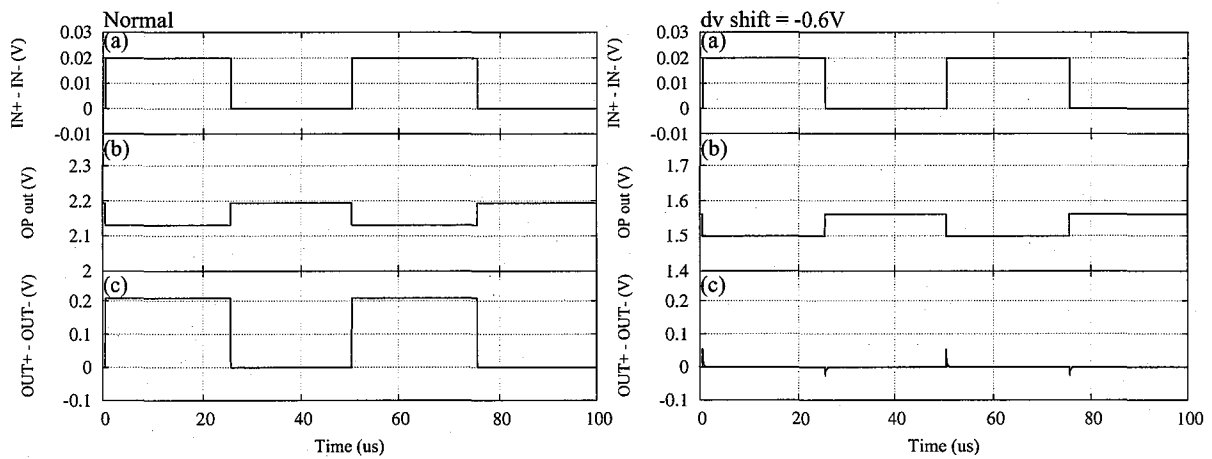 Normal
(a)
IN+ - IN- (V)
0.03
0.02
0.01
0
-0.01
(b)
OP out (V)
2.3
2.2
2.1
2
(c)
OUT+ - OUT- (V)
0.2
0.1
0
-0.1
0
20
40
60
80
100
Time (us)
dv shift = -0.6V
(a)
IN+ - IN- (V)
0.03
0.02
0.01
0
-0.01
(b)
OP out (V)
1.7
1.6
1.5
1.4
(c)
OUT+ - OUT- (V)
0.2
0.1
0
-0.1
0
20
40
60
80
100
Time (us)